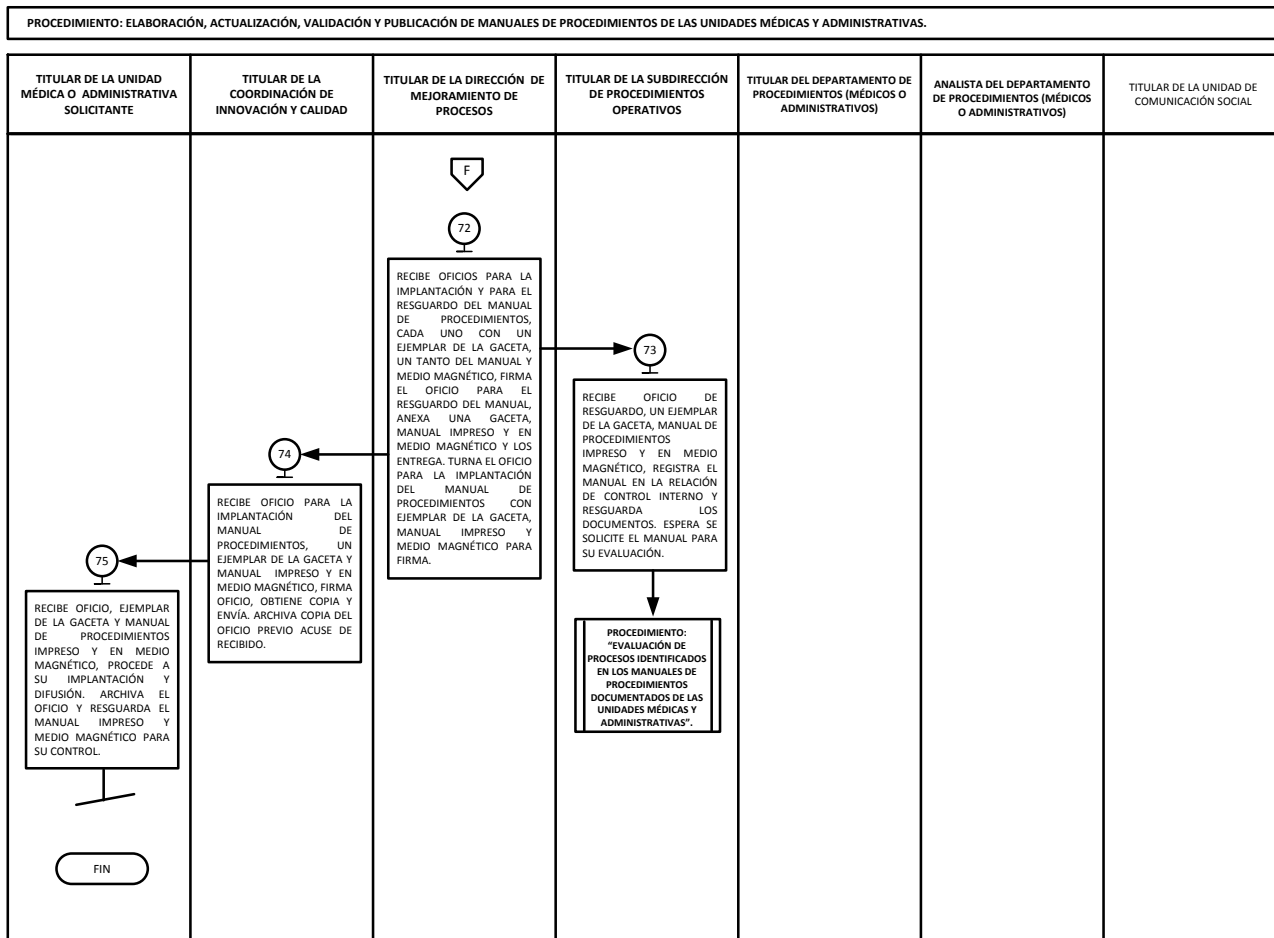 PROCEDIMIENTO: ELABORACIÓN, ACTUALIZACIÓN, VALIDACIÓN Y PUBLICACIÓN DE MANUALES DE PROCEDIMIENTOS DE LAS UNIDADES MÉDICAS Y ADMINISTRATIVAS.
TITULAR DE LA UNIDAD
MÉDICA O ADMINISTRATIVA
SOLICITANTE
TITULAR DE LA
COORDINACIÓN DE
INNOVACIÓN Y CALIDAD
TITULAR DE LA DIRECCIÓN DE
MEJORAMIENTO DE
PROCESOS
TITULAR DE LA SUBDIRECCIÓN
DE PROCEDIMIENTOS
OPERATIVOS
TITULAR DEL DEPARTAMENTO DE
PROCEDIMIENTOS (MÉDICOS O
ADMINISTRATIVOS)
ANALISTA DEL DEPARTAMENTO
DE PROCEDIMIENTOS (MÉDICOS
O ADMINISTRATIVOS)
TITULAR DE LA UNIDAD DE
COMUNICACIÓN SOCIAL
F
72
RECIBE OFICIOS PARA LA
IMPLANTACIÓN Y PARA EL
RESGUARDO DEL MANUAL
DE PROCEDIMIENTOS,
CADA UNO CON UN
EJEMPLAR DE LA GACETA,
UN TANTO DEL MANUAL Y
MEDIO MAGNÉTICO, FIRMA
EL OFICIO PARA EL
RESGUARDO DEL MANUAL,
ANEXA UNA GACETA,
MANUAL IMPRESO Y EN
MEDIO MAGNÉTICO Y LOS
ENTREGA. TURNA EL OFICIO
PARA LA IMPLANTACIÓN
DEL MANUAL DE
PROCEDIMIENTOS CON
EJEMPLAR DE LA GACETA,
MANUAL IMPRESO Y
MEDIO MAGNÉTICO PARA
FIRMA.
73
RECIBE OFICIO DE
RESGUARDO, UN EJEMPLAR
DE LA GACETA, MANUAL DE
PROCEDIMIENTOS
IMPRESO Y EN MEDIO
MAGNÉTICO, REGISTRA EL
MANUAL EN LA RELACIÓN
DE CONTROL INTERNO Y
RESGUARDA LOS
DOCUMENTOS. ESPERA SE
SOLICITE EL MANUAL PARA
SU EVALUACIÓN.
PROCEDIMIENTO:
“EVALUACIÓN DE
PROCESOS IDENTIFICADOS
EN LOS MANUALES DE
PROCEDIMIENTOS
DOCUMENTADOS DE LAS
UNIDADES MÉDICAS Y
ADMINISTRATIVAS”.
74
RECIBE OFICIO PARA LA
IMPLANTACIÓN DEL
MANUAL DE
PROCEDIMIENTOS, UN
EJEMPLAR DE LA GACETA Y
MANUAL IMPRESO Y EN
MEDIO MAGNÉTICO, FIRMA
OFICIO, OBTIENE COPIA Y
ENVÍA. ARCHIVA COPIA DEL
OFICIO PREVIO ACUSE DE
RECIBIDO.
75
RECIBE OFICIO, EJEMPLAR
DE LA GACETA Y MANUAL
DE PROCEDIMIENTOS
IMPRESO Y EN MEDIO
MAGNÉTICO, PROCEDE A
SU IMPLANTACIÓN Y
DIFUSIÓN. ARCHIVA EL
OFICIO Y RESGUARDA EL
MANUAL IMPRESO Y
MEDIO MAGNÉTICO PARA
SU CONTROL.
FIN